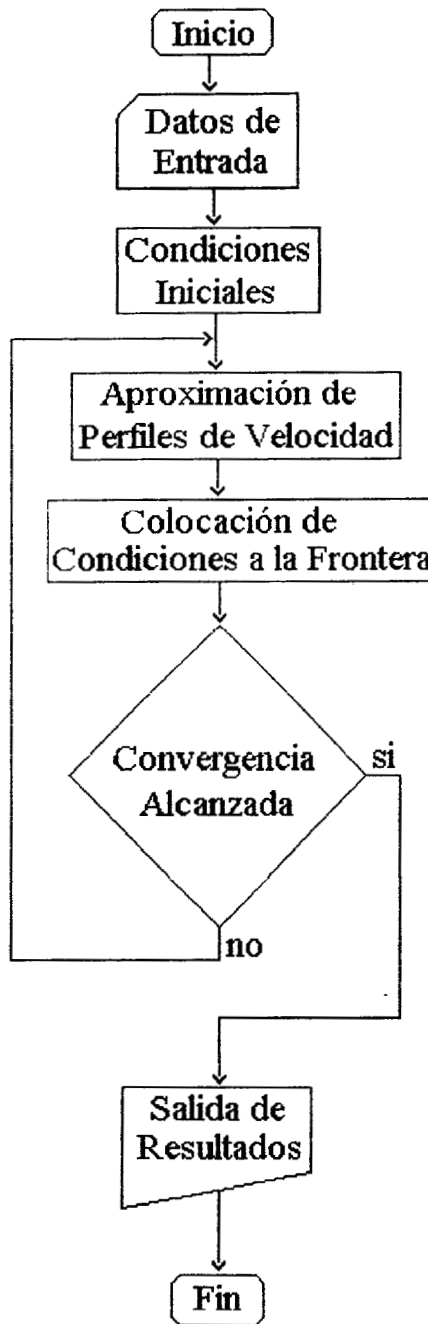 Inicio
Datos de
Entrada
Condiciones
Iniciales
Aproximación de
Perfiles de Velocidad
Colocación de
Condiciones a la Frontera
Convergencia
Alcanzada
si
no
Salida de
Resultados
Fin